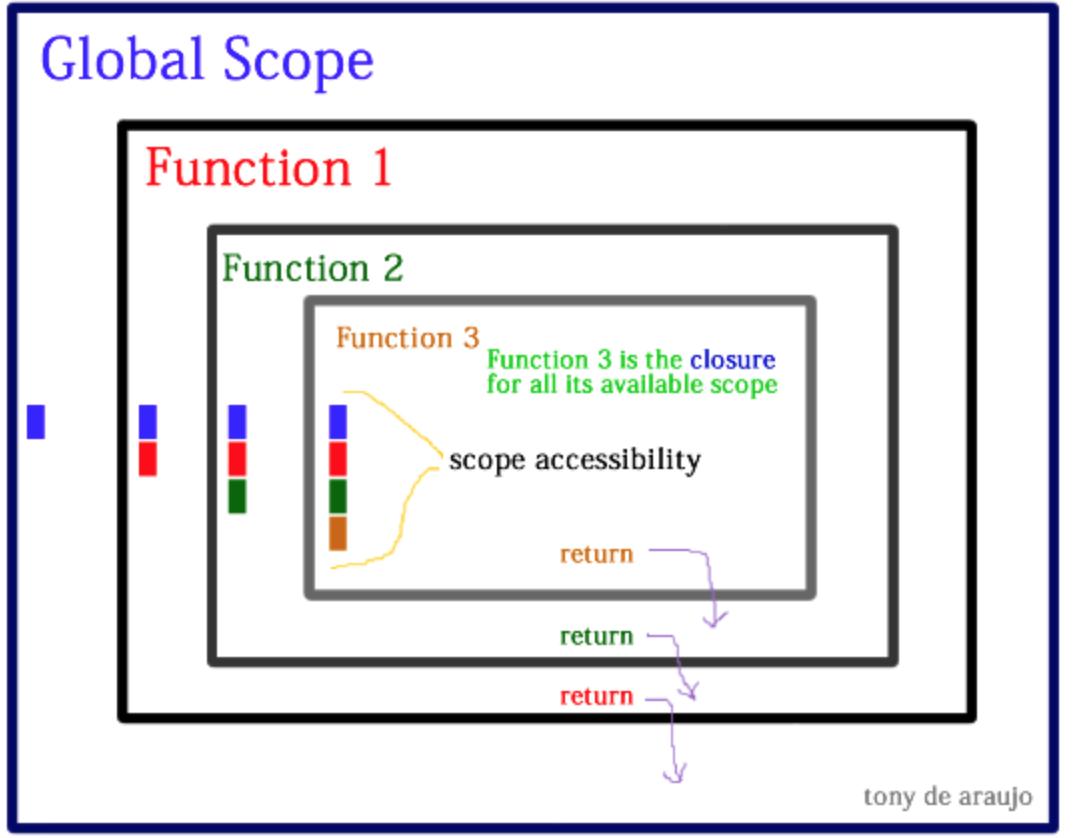 Global Scope
Function 1
Function 2
Function 3
Function 3 is the closure
for all its available scope
scope accessibility
return
return
return
tony de araujo